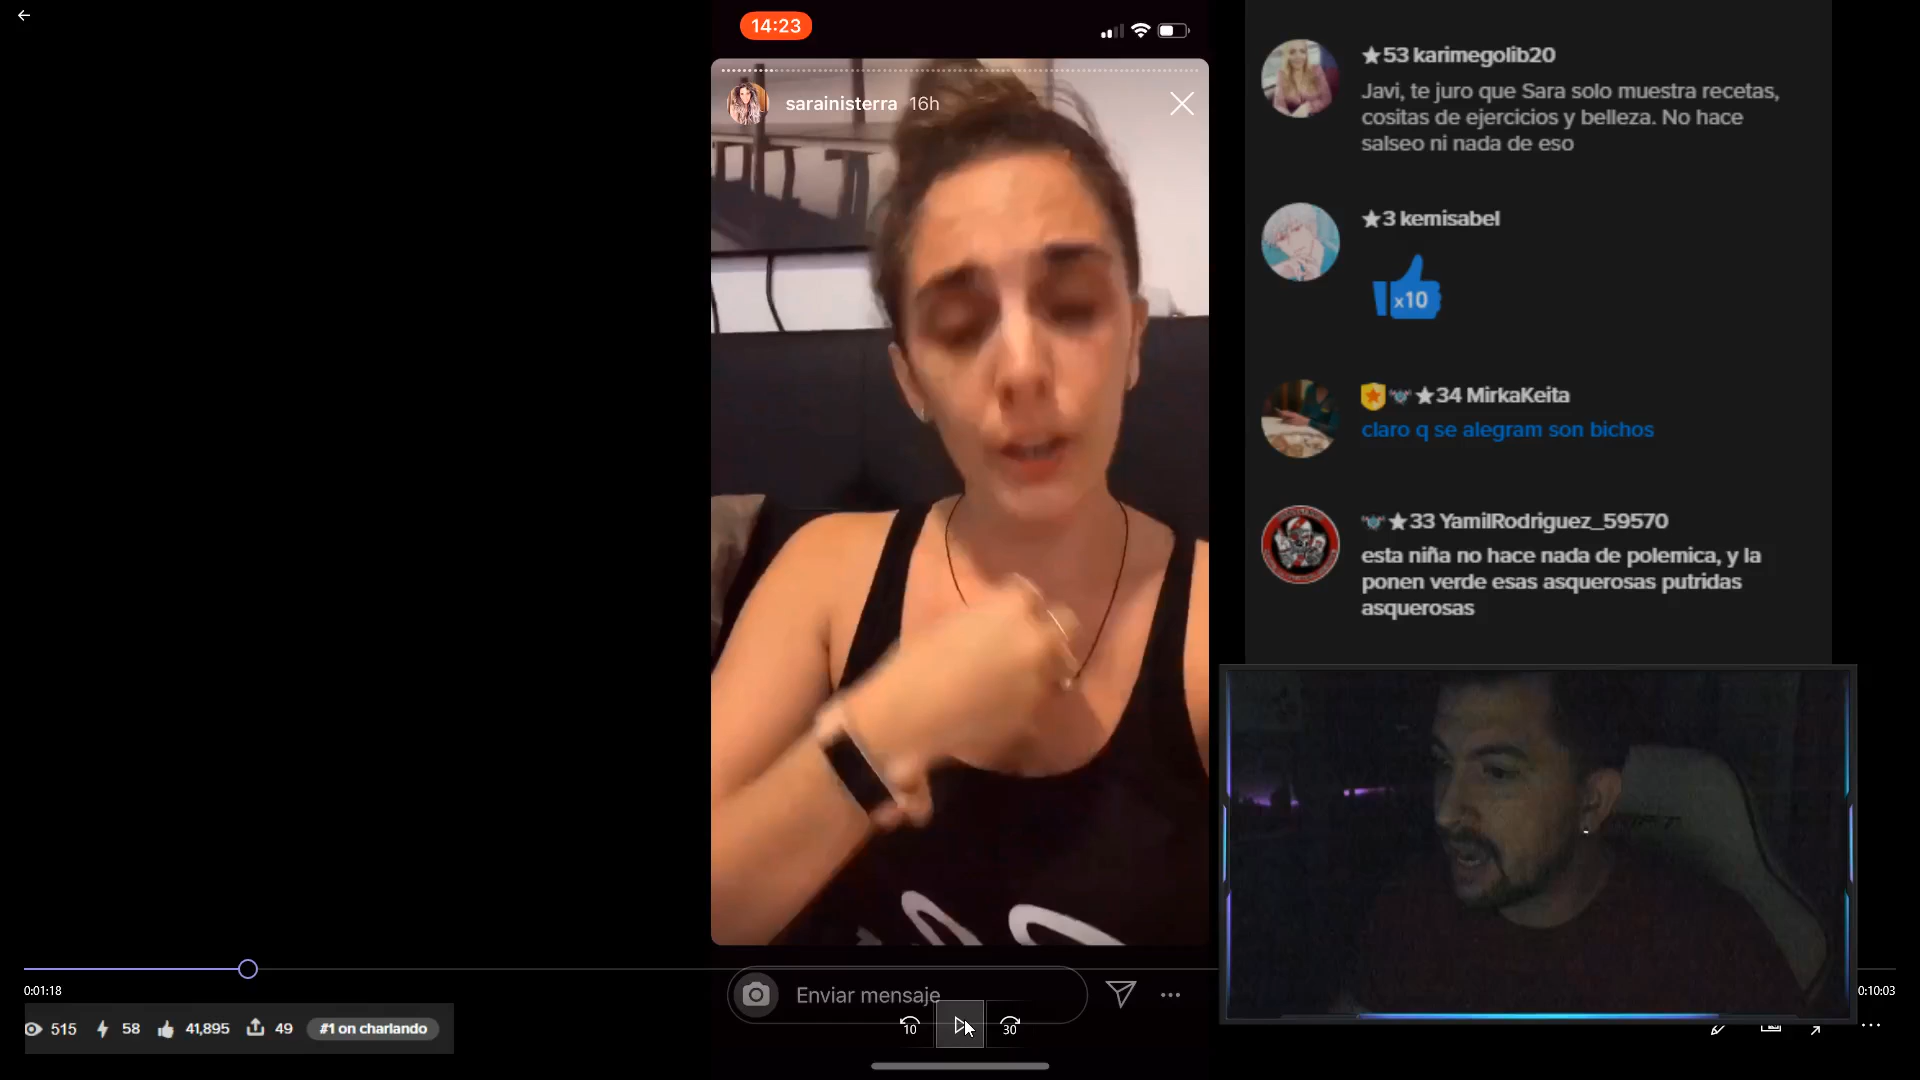 14:23
sarainisterra 16h
★53 karimegolib20
Javi, te juro que Sara solo muestra recetas,
cositas de ejercicios y belleza. No hace
salseo ni nada de eso
★3 kemisabel
x10
★34 MirkaKeita
claro q se alegram son bichos
★33 YamilRodriguez_59570
esta niña no hace nada de polemica, y la
ponen verde esas asquerosas putridas
asquerosas
0:01:18
0:10:03
Enviar mensaje
10
30
515 58 41,895 49 #1 on charlando